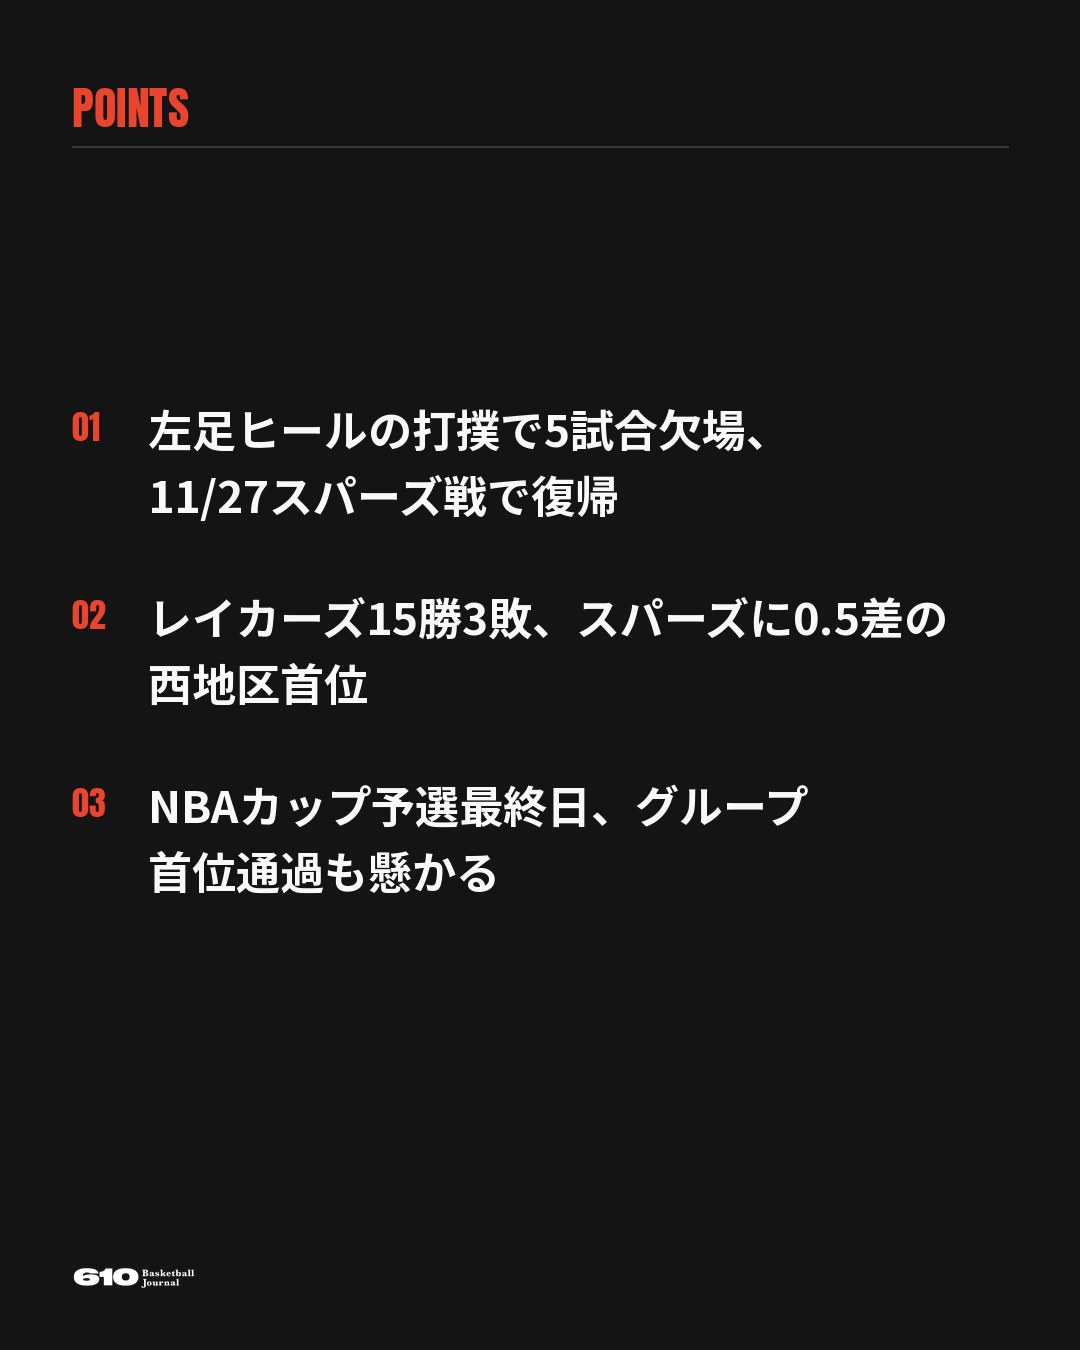 POINTS
01 左足ヒールの打撲で5試合欠場、
11/27スパーズ戦で復帰
02 レイカーズ15勝3敗、スパーズに0.5差の
西地区首位
03 NBAカップ予選最終日、グループ
首位通過も懸かる
610 Basketball
Journal